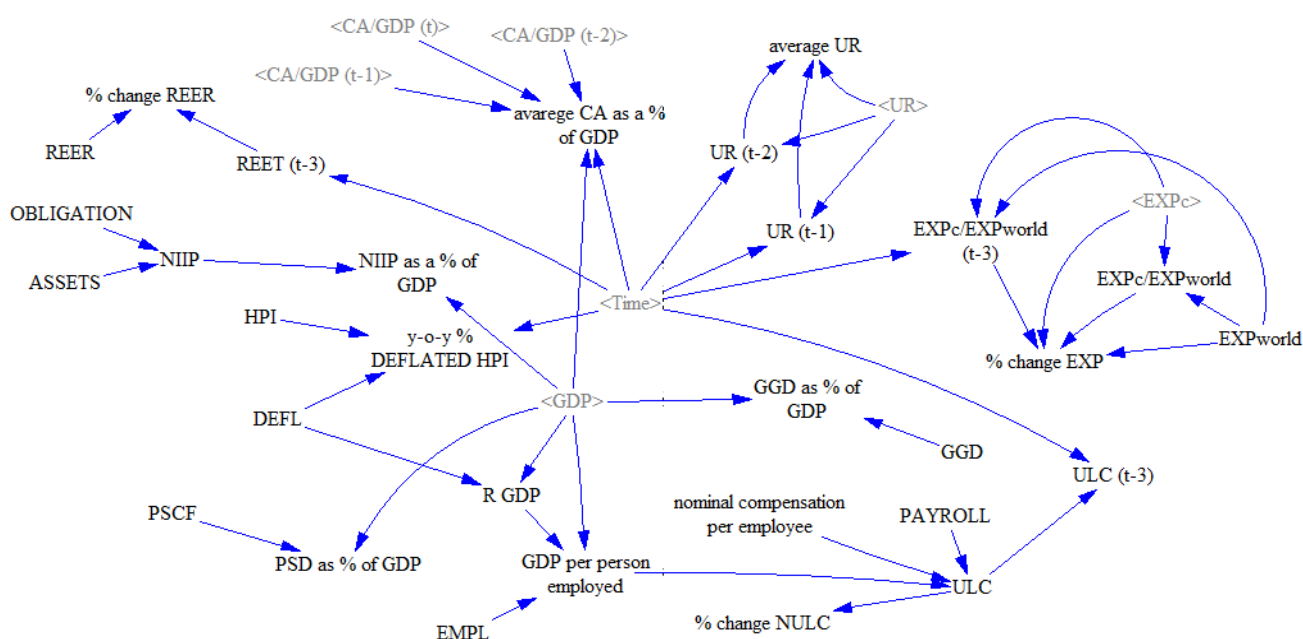 <CA/GDP (t)>
<CA/GDP (t-2)>
average UR
<CA/GDP (t-1)>
% change REER
avarege CA as a %
of GDP
<UR>
REER
REET (t-3)
UR (t-2)
<EXPc>
OBLIGATION
UR (t-1)
EXPc/EXPworld
(t-3)
NIIP
NIIP as a % of
GDP
ASSETS
EXPc/EXPworld
<Time>
HPI
y-o-y %
DEFLATED HPI
EXPworld
% change EXP
GGD as % of
GDP
<GDP>
DEFL
GGD
ULC (t-3)
R GDP
nominal compensation
per employee
PAYROLL
PSCF
PSD as % of GDP
GDP per person
employed
ULC
% change NULC
EMPL